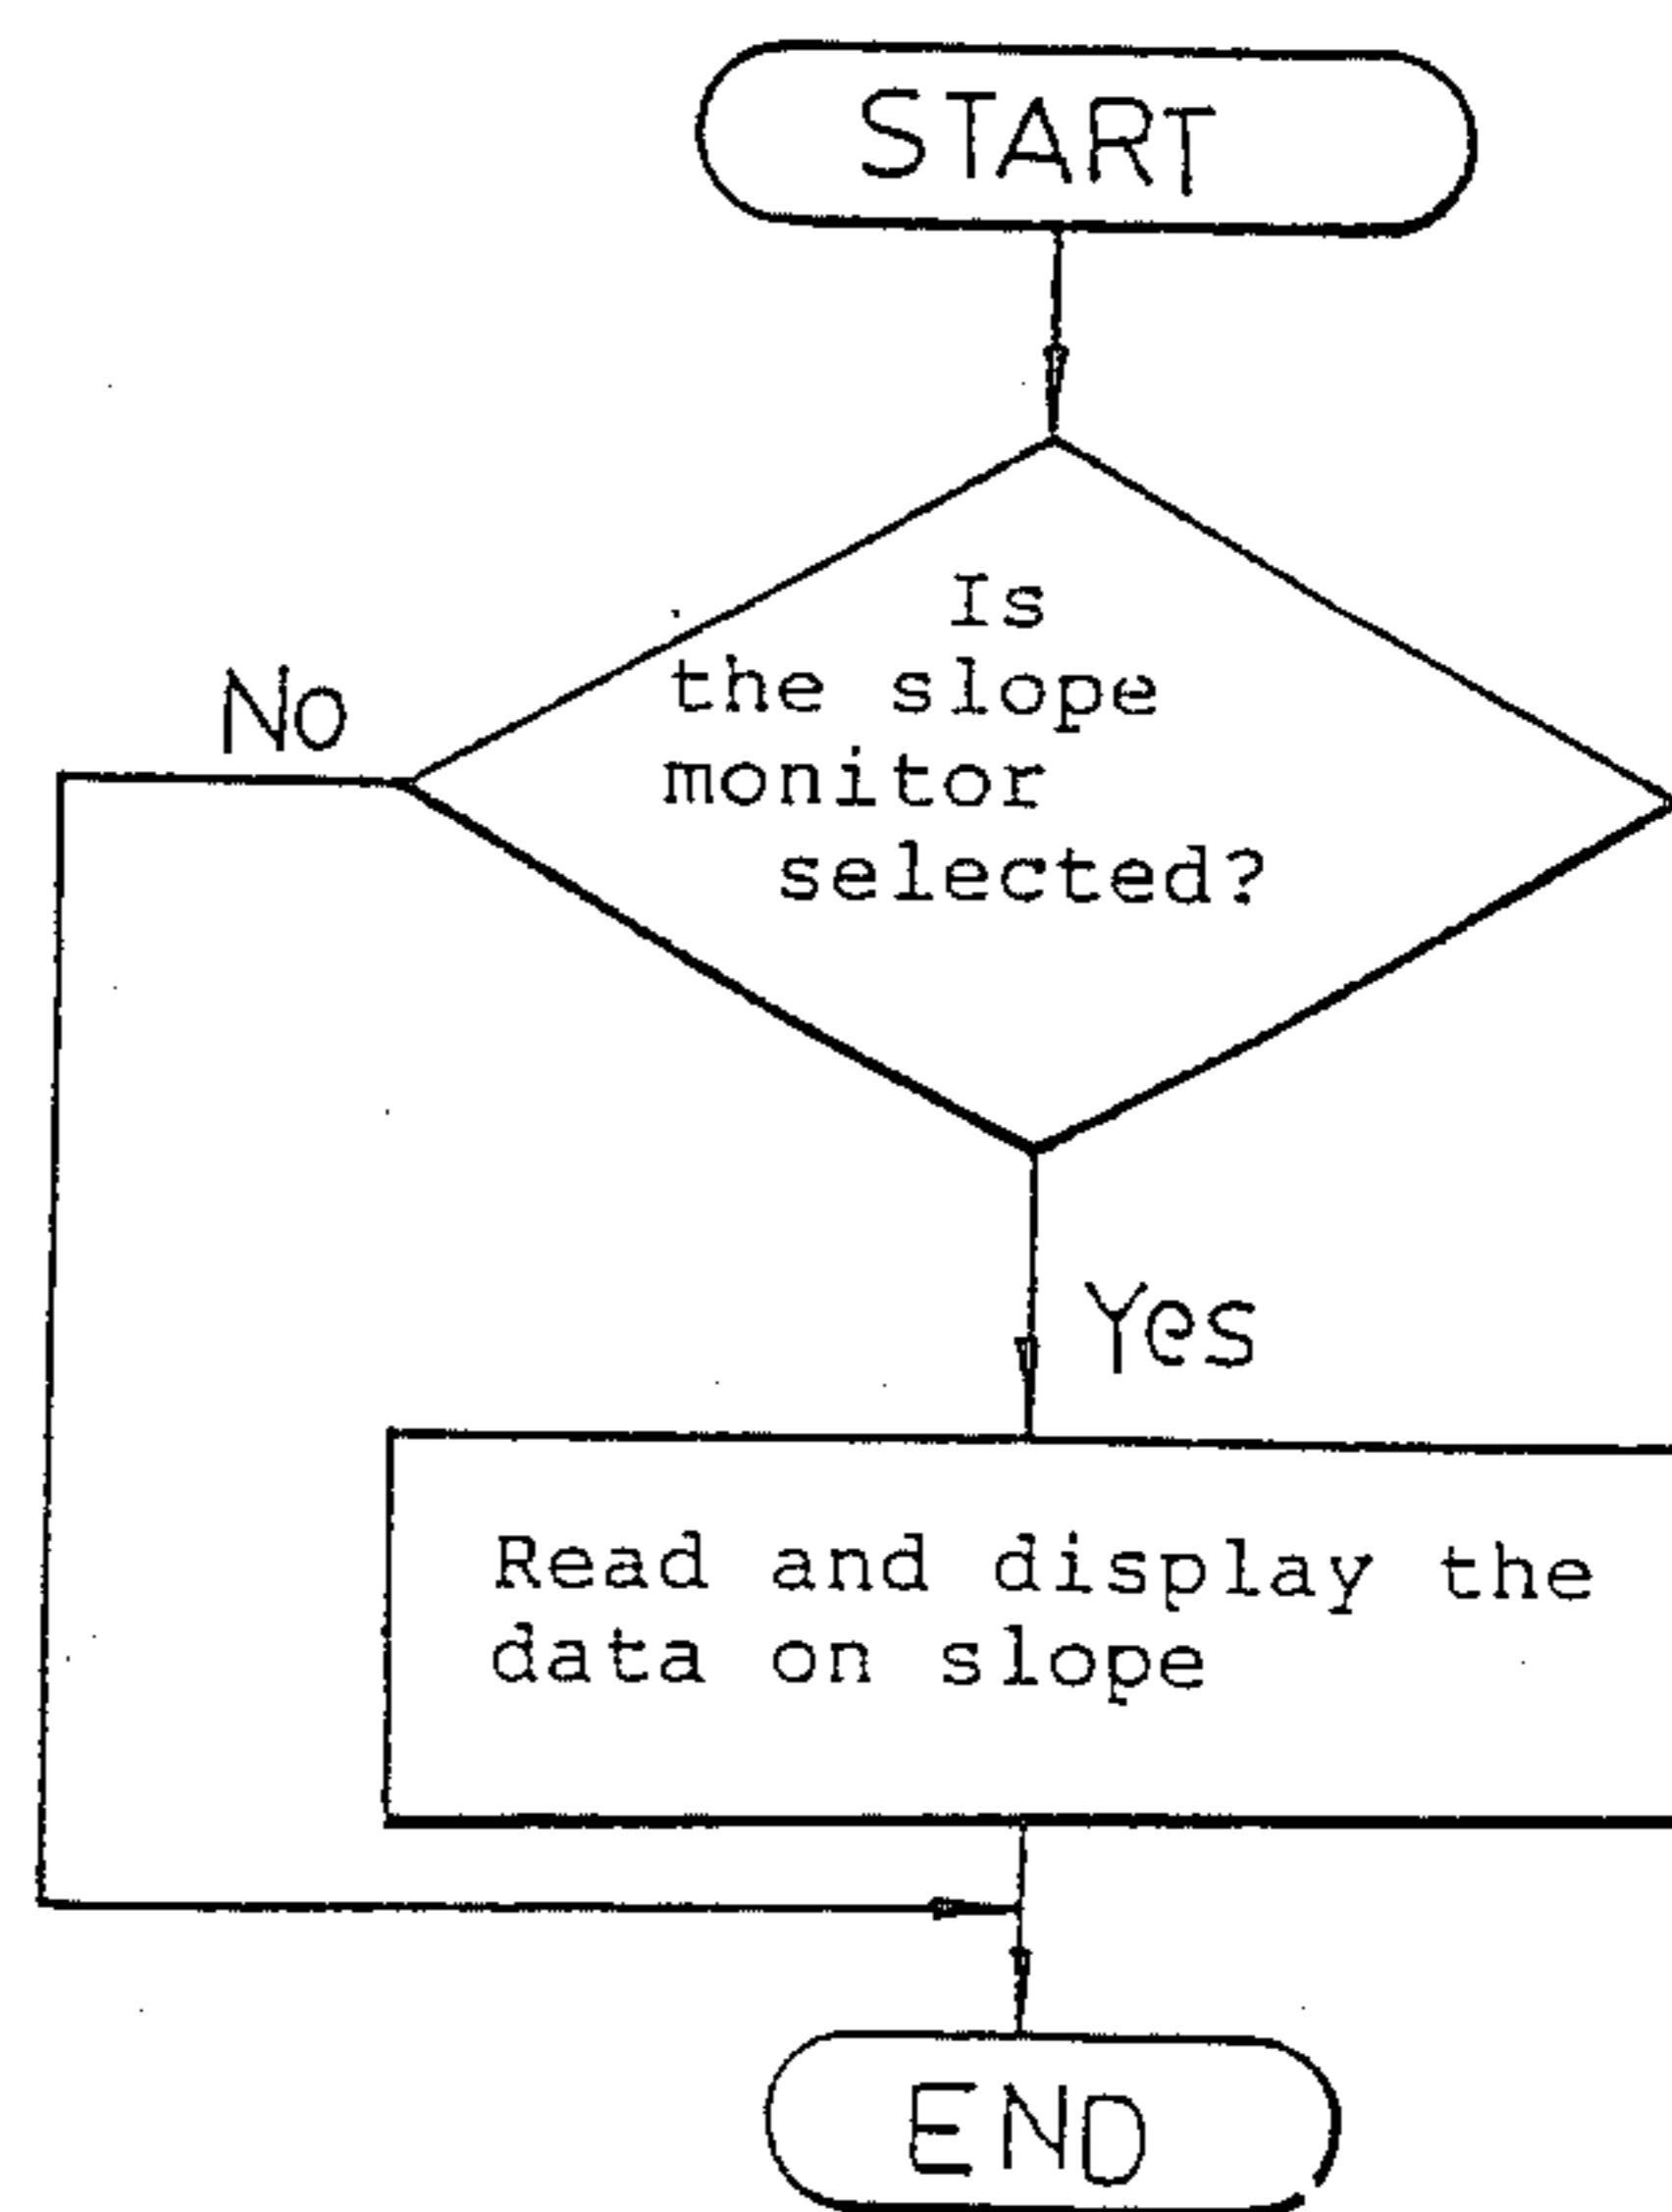 START
Is
the slope
monitor
selected?
No
Yes
Read and display the
data on slope
END